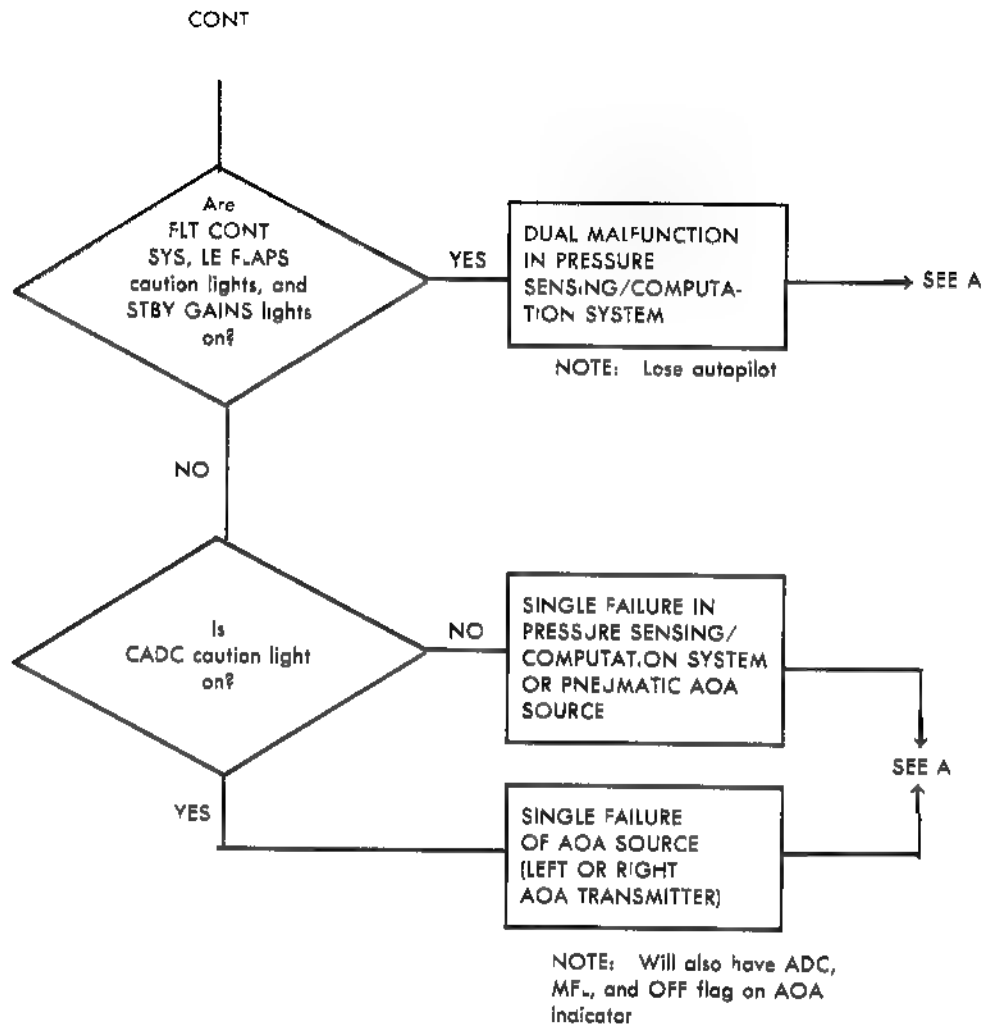 CONT
Are
FLT CONT
SYS, LE FLAPS
caution lights, and
STBY GAINS lights
on?
YES
DUAL MALFUNCTION
IN PRESSURE
SENSING/COMPUTA-
TION SYSTEM
SEE A
NOTE: Lose autopilot
NO
Is
CADC caution light
on?
NO
SINGLE FAILURE IN
PRESSURE SENSING/
COMPUTATION SYSTEM
OR PNEUMATIC AOA
SOURCE
SEE A
YES
SINGLE FAILURE
OF AOA SOURCE
(LEFT OR RIGHT
AOA TRANSMITTER)
NOTE: Will also have ADC,
MFL, and OFF flag on AOA
indicator